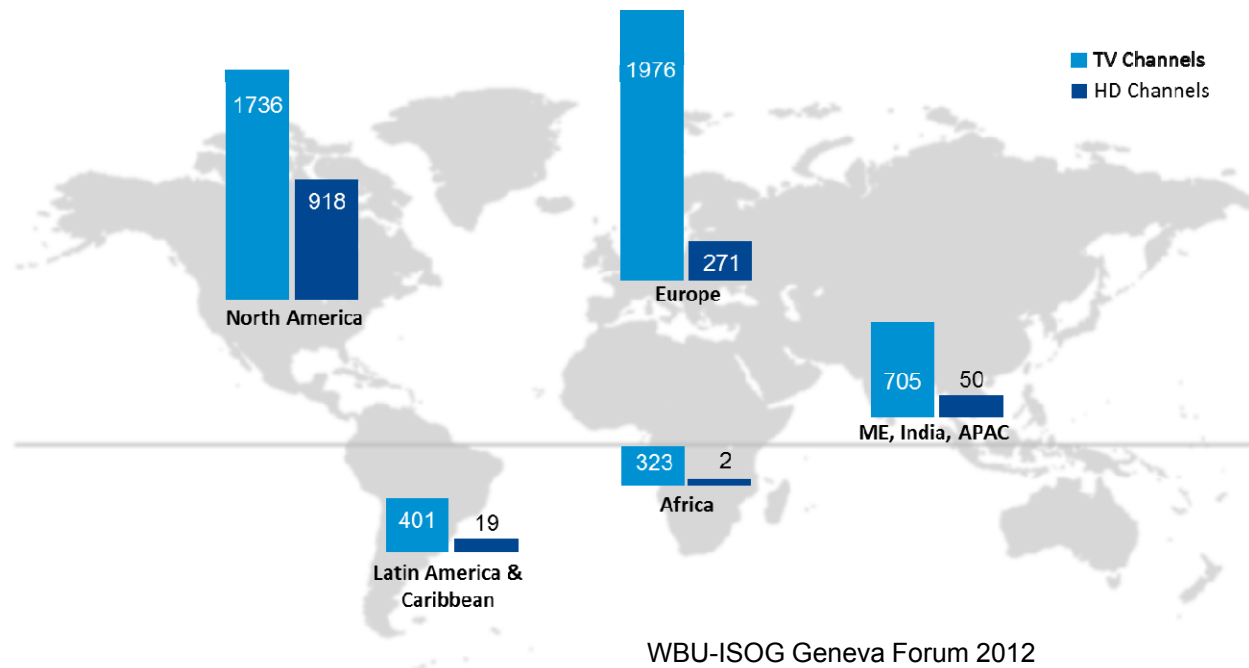 1976
TV Channels
HD Channels
1736
918
271
Europe
North America
705
50
ME, India, APAC
323
2
Africa
401
19
Latin America &
Caribbean
WBU-ISOG Geneva Forum 2012